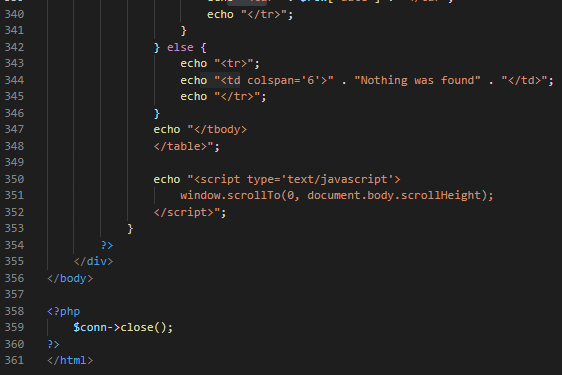 340 echo "</tr>";
341 }
342 } else {
343 echo "<tr>";
344 echo "<td colspan='6'>" . "Nothing was found" . "</td>";
345 echo "</tr>";
346 }
347 echo "</tbody>
348 </table>";
349
350 echo "<script type='text/javascript'>
351 window.scrollTo(0, document.body.scrollHeight);
352 </script>";
353 }
354 ?>
355 </div>
356 </body>
357
358 <?php
359 $conn->close();
360 ?>
361 </html>